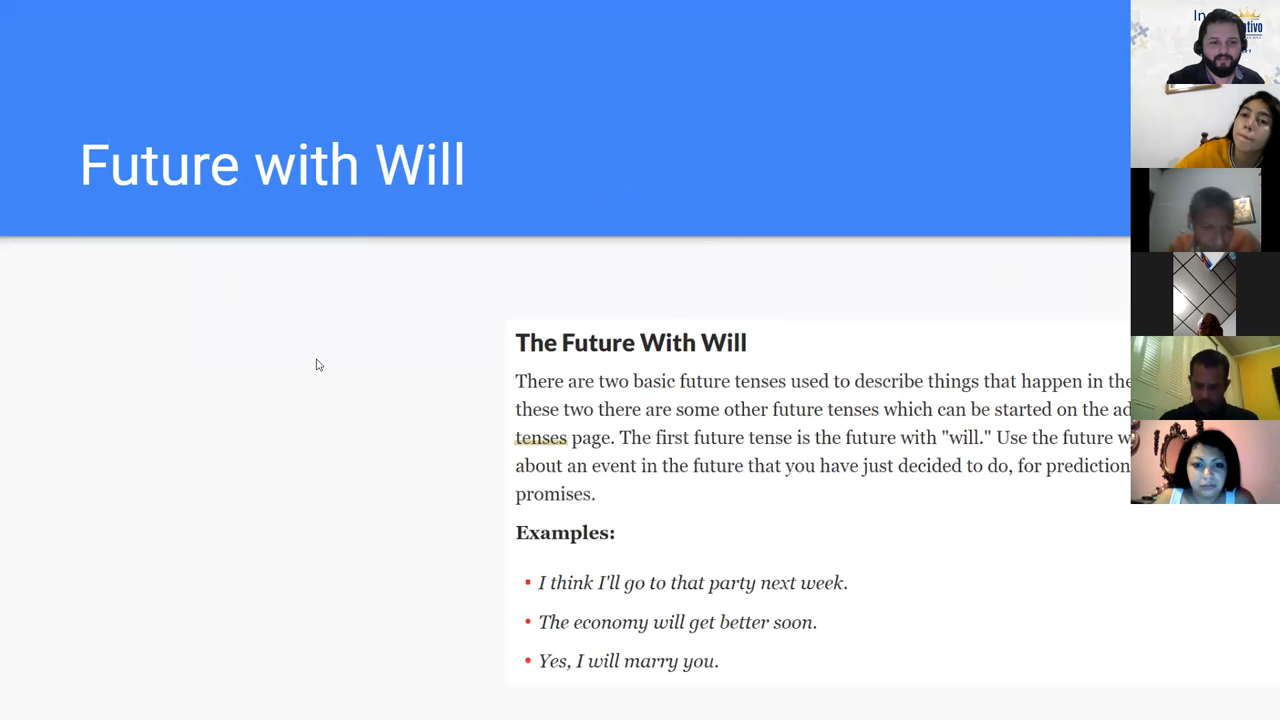 Future with Will
The Future With Will
There are two basic future tenses used to describe things that happen in the
these two there are some other future tenses which can be started on the ad
tenses page. The first future tense is the future with "will." Use the future w
about an event in the future that you have just decided to do, for prediction
promises.
Examples:
• I think I'll go to that party next week.
• The economy will get better soon.
• Yes, I will marry you.